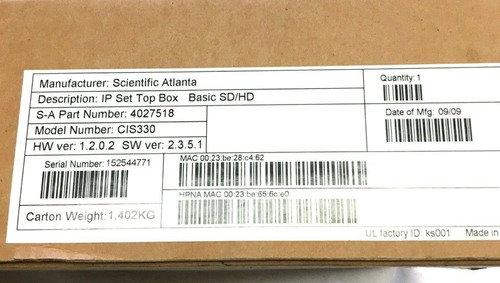 Manufacturer: Scientific Atlanta
Description: IP Set Top Box Basic SD/HD
S-A Part Number: 4027518
Model Number: CIS330
HW ver: 1.2.0.2 SW ver: 2.3.5.1
Quantity:1
Date of Mfg: 09/09
Serial Number:152544771
MAC 00:23:be:28:c4:62
HPNA MAC 00:23:be:65:6c:e0
Carton Weight:1.402KG
UL factory ID: ks001 Made in